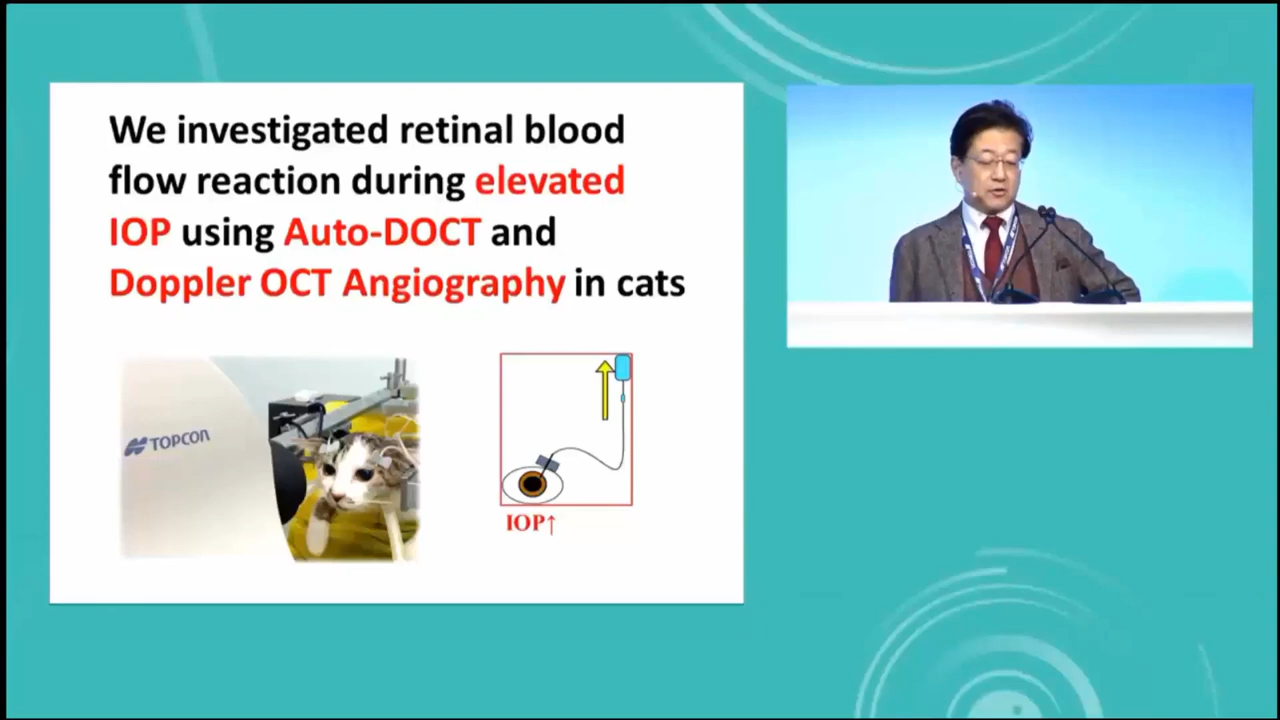 We investigated retinal blood
flow reaction during elevated
IOP using Auto-DOCT and
Doppler OCT Angiography in cats
TOPCON
IOP↑